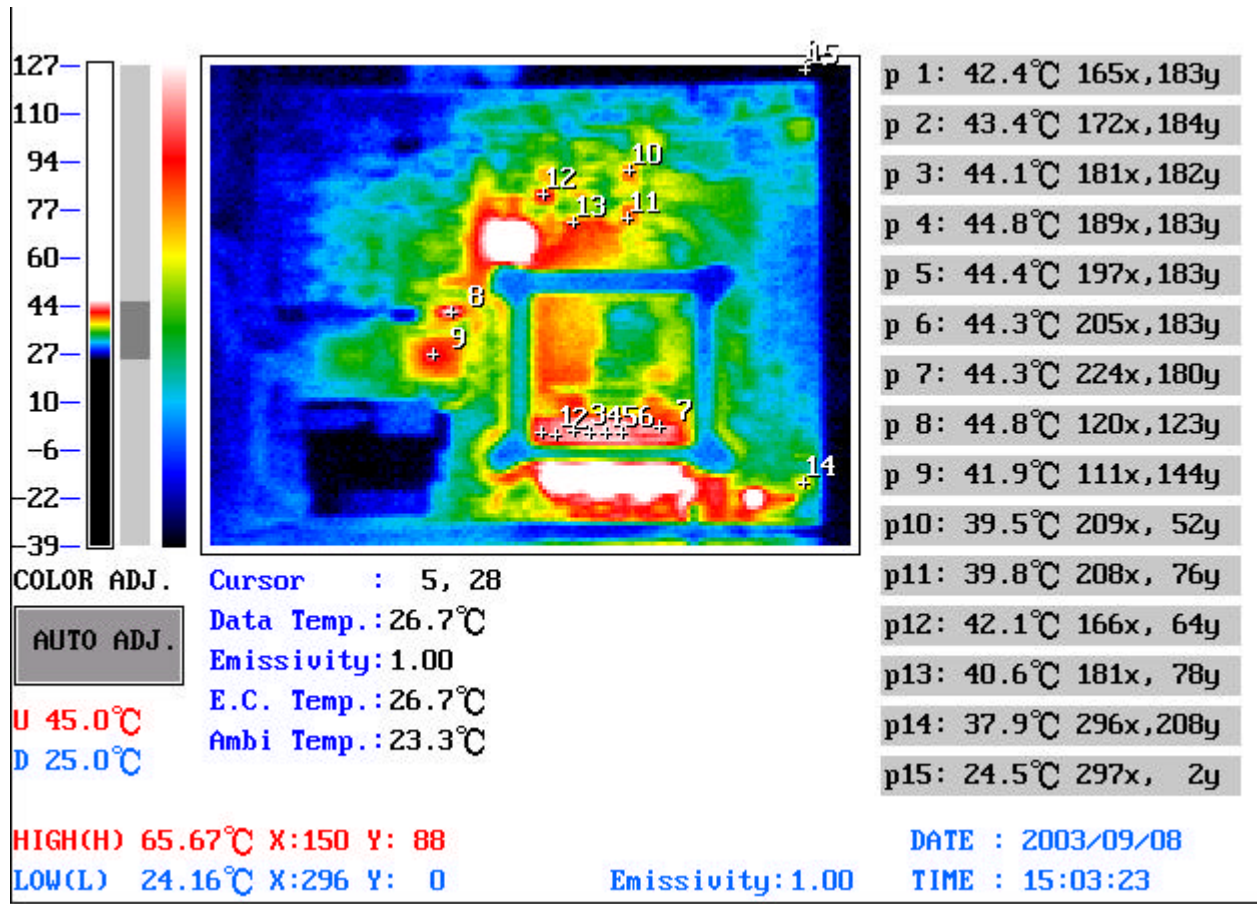 127
110
94
77
60
44
27
10
-6
-22
-39
COLOR ADJ.
AUTO ADJ.
U 45.0℃
D 25.0℃
15
10
12
13 11
8
9
123456 7
14
Cursor : 5, 28
Data Temp.:26.7℃
Emissivity:1.00
E.C. Temp.:26.7℃
Ambi Temp.:23.3℃
p 1: 42.4℃ 165x,183y
p 2: 43.4℃ 172x,184y
p 3: 44.1℃ 181x,182y
p 4: 44.8℃ 189x,183y
p 5: 44.4℃ 197x,183y
p 6: 44.3℃ 205x,183y
p 7: 44.3℃ 224x,180y
p 8: 44.8℃ 120x,123y
p 9: 41.9℃ 111x,144y
p10: 39.5℃ 209x, 52y
p11: 39.8℃ 208x, 76y
p12: 42.1℃ 166x, 64y
p13: 40.6℃ 181x, 78y
p14: 37.9℃ 296x,208y
p15: 24.5℃ 297x, 2y
HIGH(H) 65.67℃ X:150 Y: 88
LOW(L) 24.16℃ X:296 Y: 0
Emissivity:1.00
DATE : 2003/09/08
TIME : 15:03:23